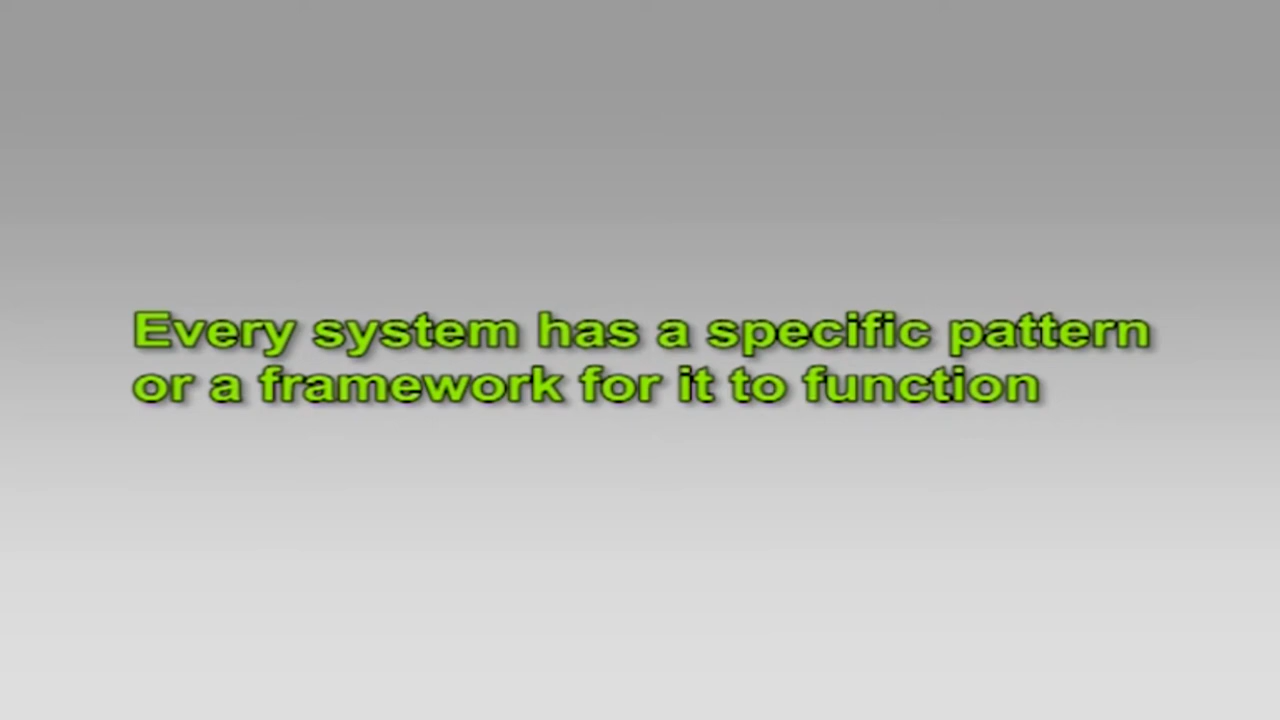 Every system has a specific pattern
or a framework for it to function